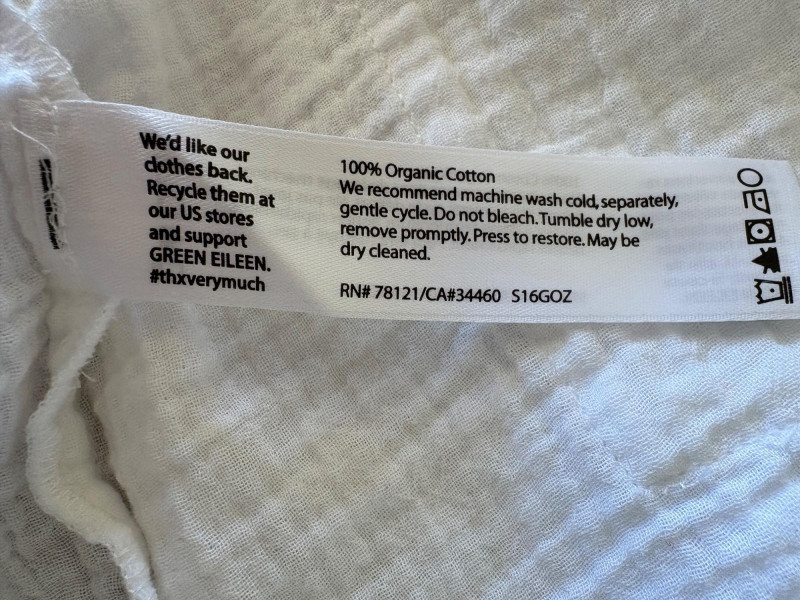 We'd like our
clothes back.
Recycle them at
our US stores
and support
GREEN EILEEN.
#thxverymuch
100% Organic Cotton
We recommend machine wash cold, separately,
gentle cycle. Do not bleach. Tumble dry low,
remove promptly. Press to restore. May be
dry cleaned.
RN# 78121/CA#34460 S16GOZ